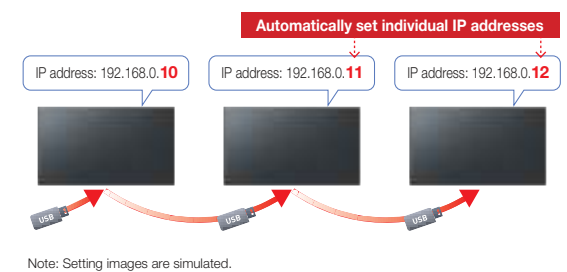 Automatically set individual IP addresses
IP address: 192.168.0.10
IP address: 192.168.0.11
IP address: 192.168.0.12
USB
USB
USB
Note: Setting images are simulated.